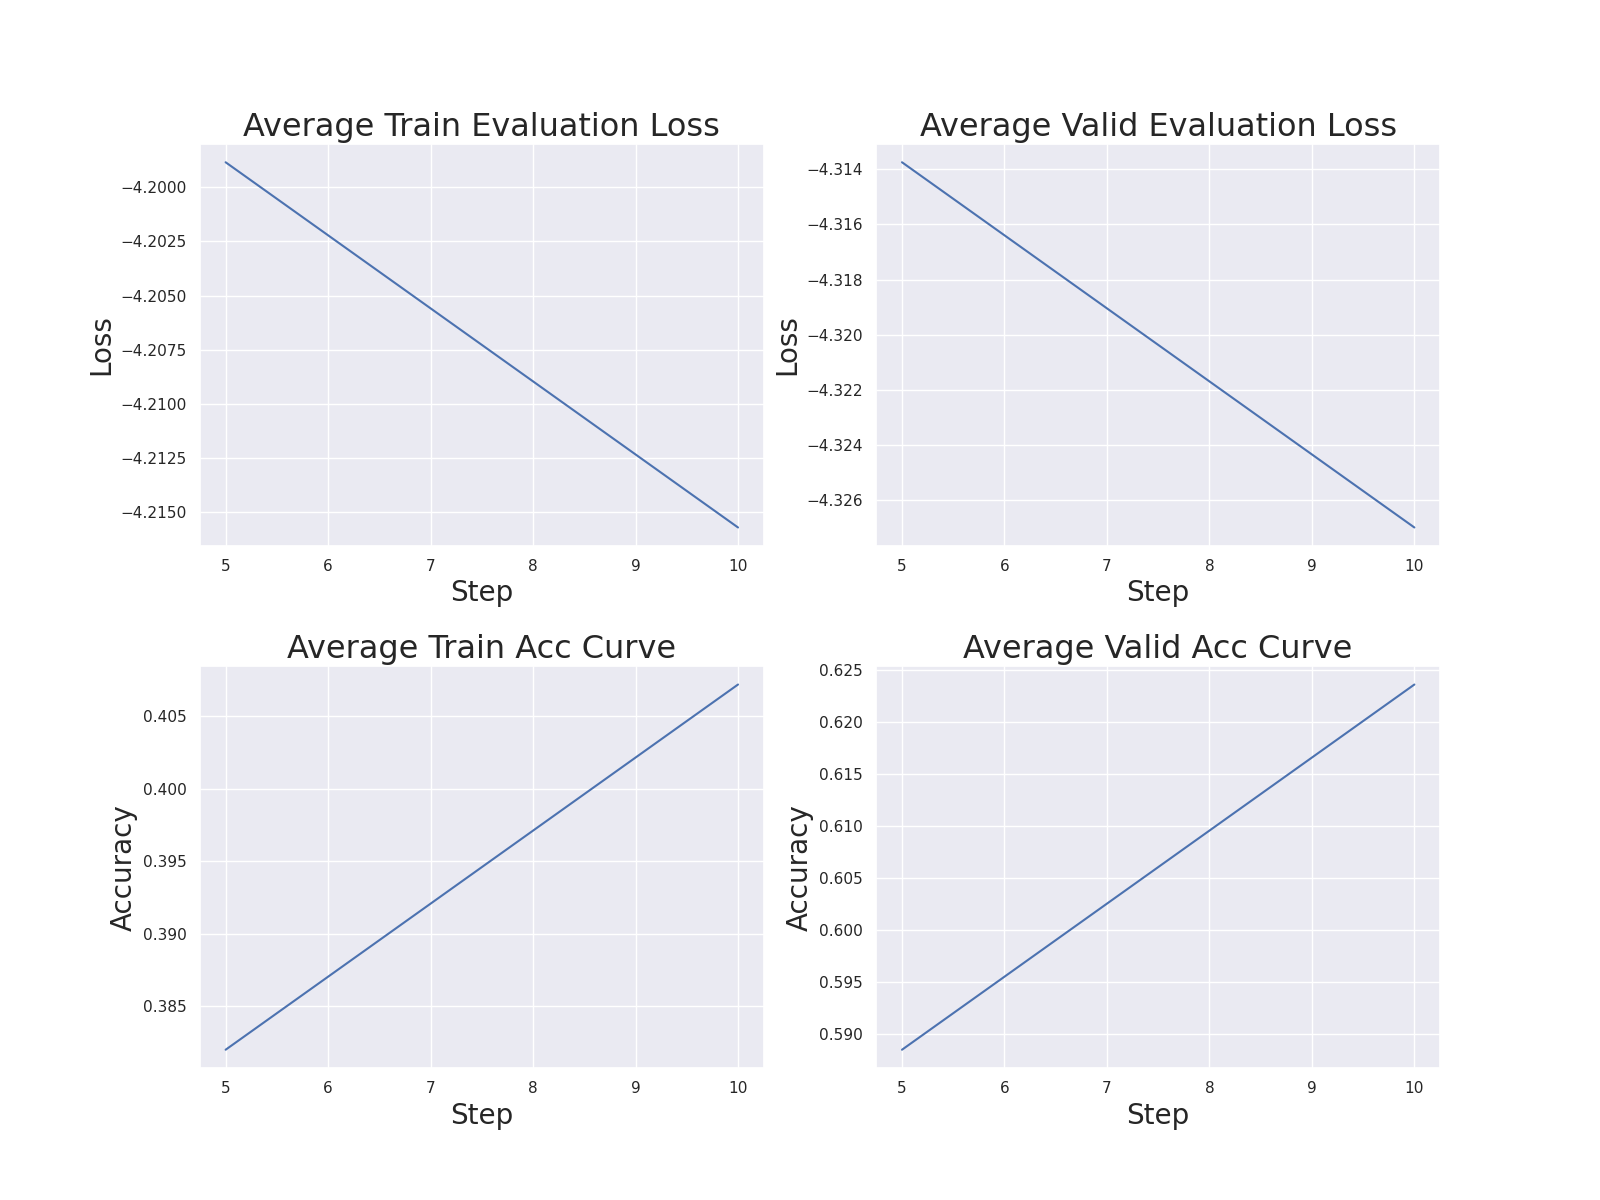 Average Train Evaluation Loss
−4.2000
−4.2025
−4.2050
−4.2075
−4.2100
−4.2125
−4.2150
Loss
5 6 7 8 9 10
Step
Average Valid Evaluation Loss
−4.314
−4.316
−4.318
−4.320
−4.322
−4.324
−4.326
Loss
5 6 7 8 9 10
Step
Average Train Acc Curve
0.405
0.400
0.395
0.390
0.385
Accuracy
5 6 7 8 9 10
Step
Average Valid Acc Curve
0.625
0.620
0.615
0.610
0.605
0.600
0.595
0.590
Accuracy
5 6 7 8 9 10
Step